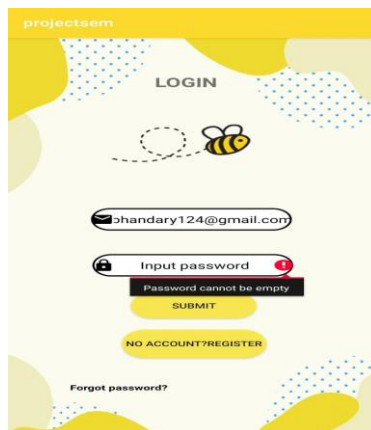 projectsem
LOGIN
bhandary124@gmail.com
Input password
Password cannot be empty
SUBMIT
NO ACCOUNT?REGISTER
Forgot password?